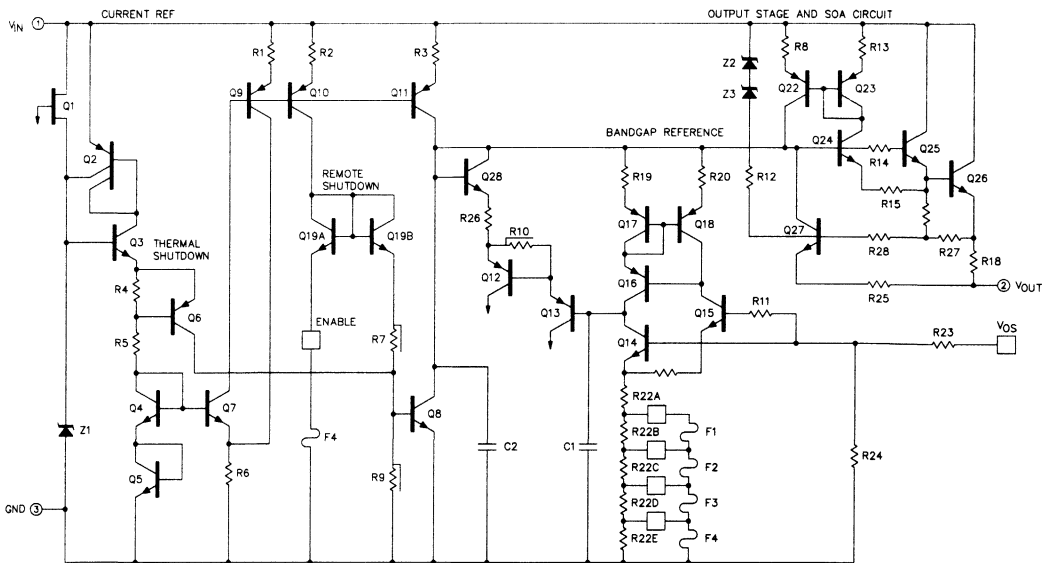 CURRENT REF
OUTPUT STAGE AND SOA CIRCUIT
VIN 1
R1
R2
R3
R8
R13
Z2
Z3
Q1
Q9
Q10
Q11
Q22
Q23
Q2
BANDGAP REFERENCE
Q24
R14
Q25
Q28
REMOTE
SHUTDOWN
R19
R20
R12
R15
Q26
Q3
THERMAL
SHUTDOWN
Q19A
Q19B
R26
R10
Q17
Q18
Q27
R28
R27
R18
R4
Q12
Q16
R25
2 VOUT
Q6
ENABLE
Q13
Q15
R11
R5
R7
Q14
R23
VOS
Q4
Q7
Q8
R22A
Z1
F4
C2
C1
R22B
F1
R24
Q5
R6
R9
R22C
F2
GND 3
R22D
F3
R22E
F4